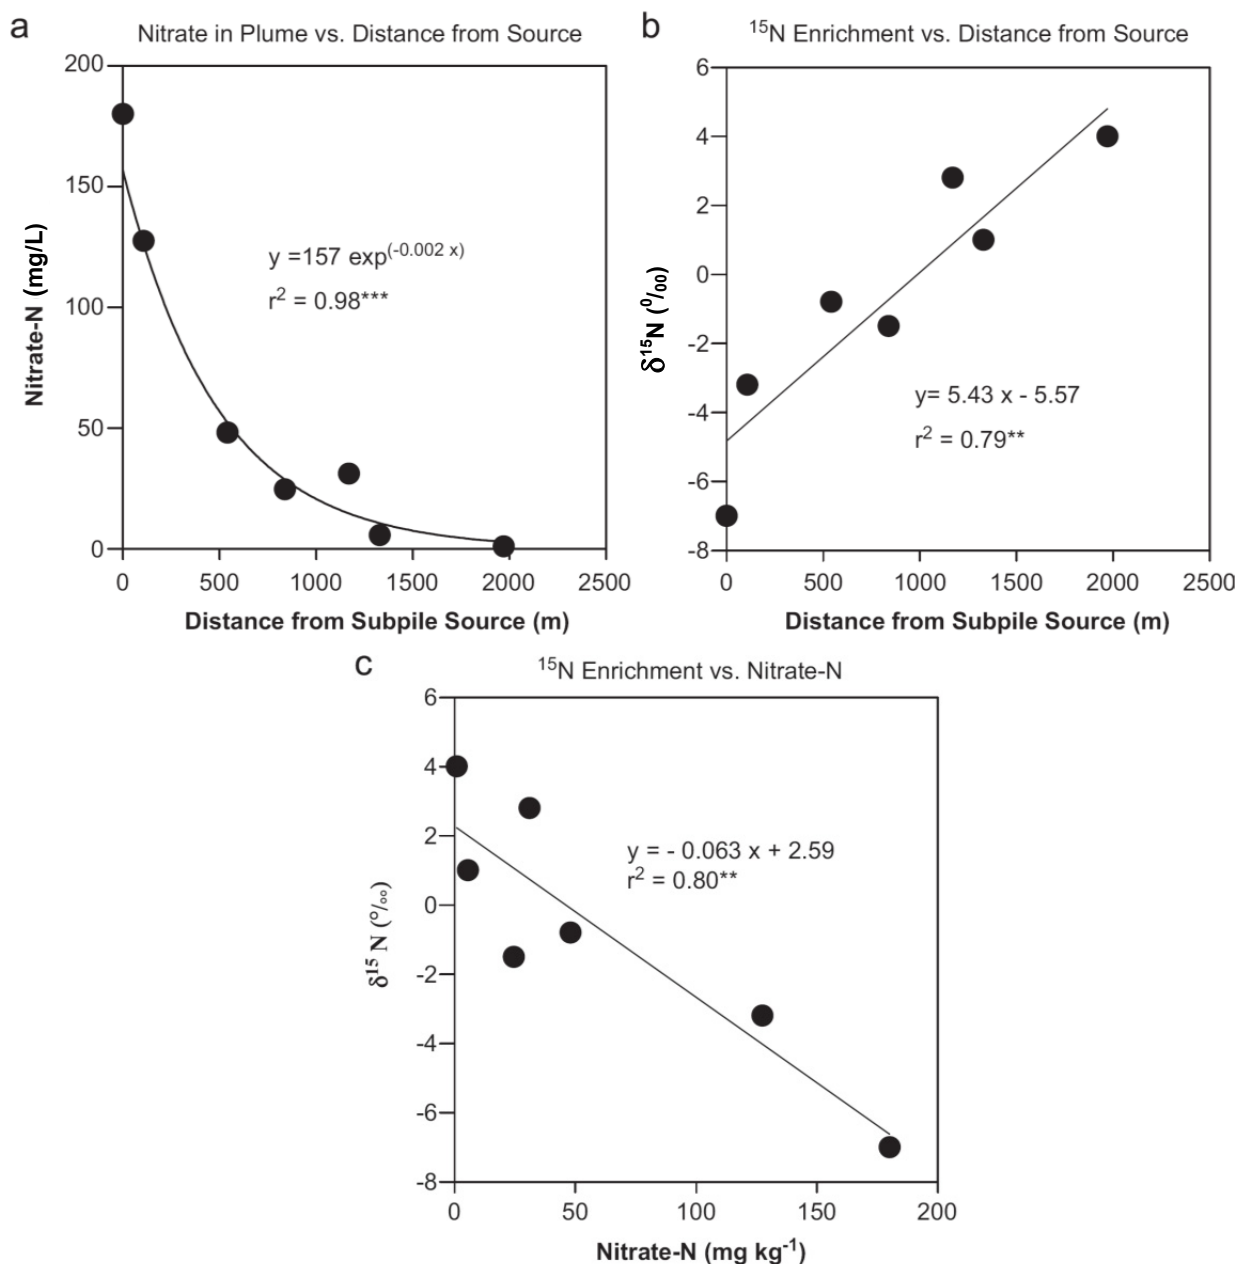 a
Nitrate in Plume vs. Distance from Source
200
150
100
50
0
Nitrate-N (mg/L)
y =157 exp(-0.002 x)
r2 = 0.98***
0 500 1000 1500 2000 2500
Distance from Subpile Source (m)
b
15N Enrichment vs. Distance from Source
6
4
2
0
-2
-4
-6
-8
δ15N (0/00)
y= 5.43 x - 5.57
r2 = 0.79**
0 500 1000 1500 2000 2500
Distance from Subpile Source (m)
c
15N Enrichment vs. Nitrate-N
6
4
2
0
-2
-4
-6
-8
δ15 N (o/oo)
y = - 0.063 x + 2.59
r2 = 0.80**
0 50 100 150 200
Nitrate-N (mg kg-1)